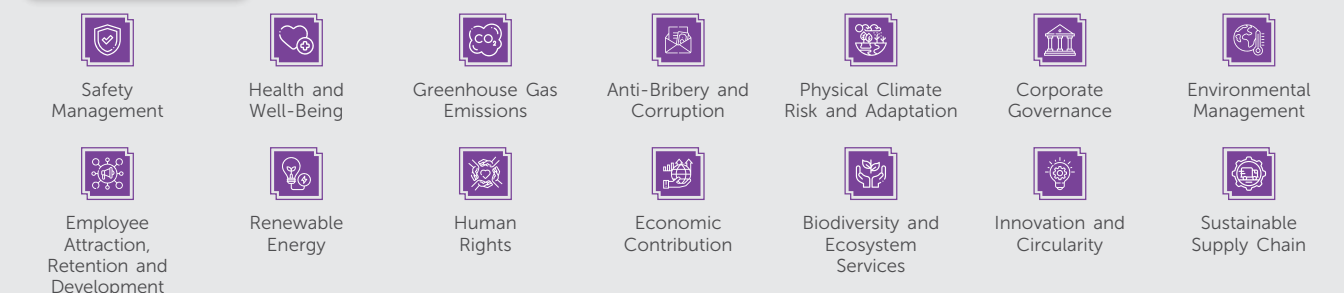 Safety
Management
Health and
Well-Being
Greenhouse Gas
Emissions
Anti-Bribery and
Corruption
Physical Climate
Risk and Adaptation
Corporate
Governance
Environmental
Management
Employee
Attraction,
Retention and
Development
Renewable
Energy
Human
Rights
Economic
Contribution
Biodiversity and
Ecosystem
Services
Innovation and
Circularity
Sustainable
Supply Chain